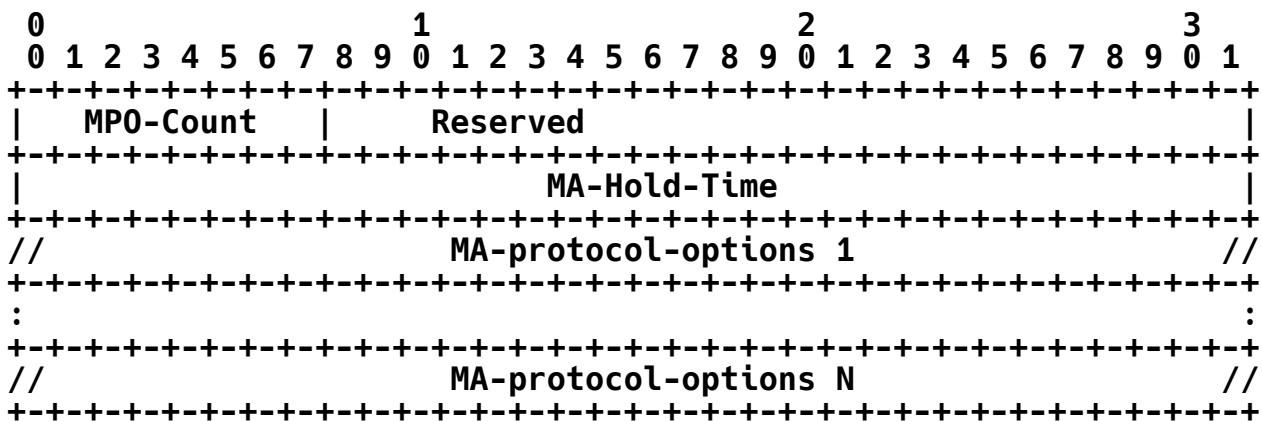 0                   1                   2                   3
 0 1 2 3 4 5 6 7 8 9 0 1 2 3 4 5 6 7 8 9 0 1 2 3 4 5 6 7 8 9 0 1
+-+-+-+-+-+-+-+-+-+-+-+-+-+-+-+-+-+-+-+-+-+-+-+-+-+-+-+-+-+-+-+-+
|   MPO-Count   |     Reserved                                  |
+-+-+-+-+-+-+-+-+-+-+-+-+-+-+-+-+-+-+-+-+-+-+-+-+-+-+-+-+-+-+-+-+
|                           MA-Hold-Time                        |
+-+-+-+-+-+-+-+-+-+-+-+-+-+-+-+-+-+-+-+-+-+-+-+-+-+-+-+-+-+-+-+-+
//                     MA-protocol-options 1                   //
+-+-+-+-+-+-+-+-+-+-+-+-+-+-+-+-+-+-+-+-+-+-+-+-+-+-+-+-+-+-+-+-+
:                                                               :
+-+-+-+-+-+-+-+-+-+-+-+-+-+-+-+-+-+-+-+-+-+-+-+-+-+-+-+-+-+-+-+-+
//                     MA-protocol-options N                   //
+-+-+-+-+-+-+-+-+-+-+-+-+-+-+-+-+-+-+-+-+-+-+-+-+-+-+-+-+-+-+-+-+